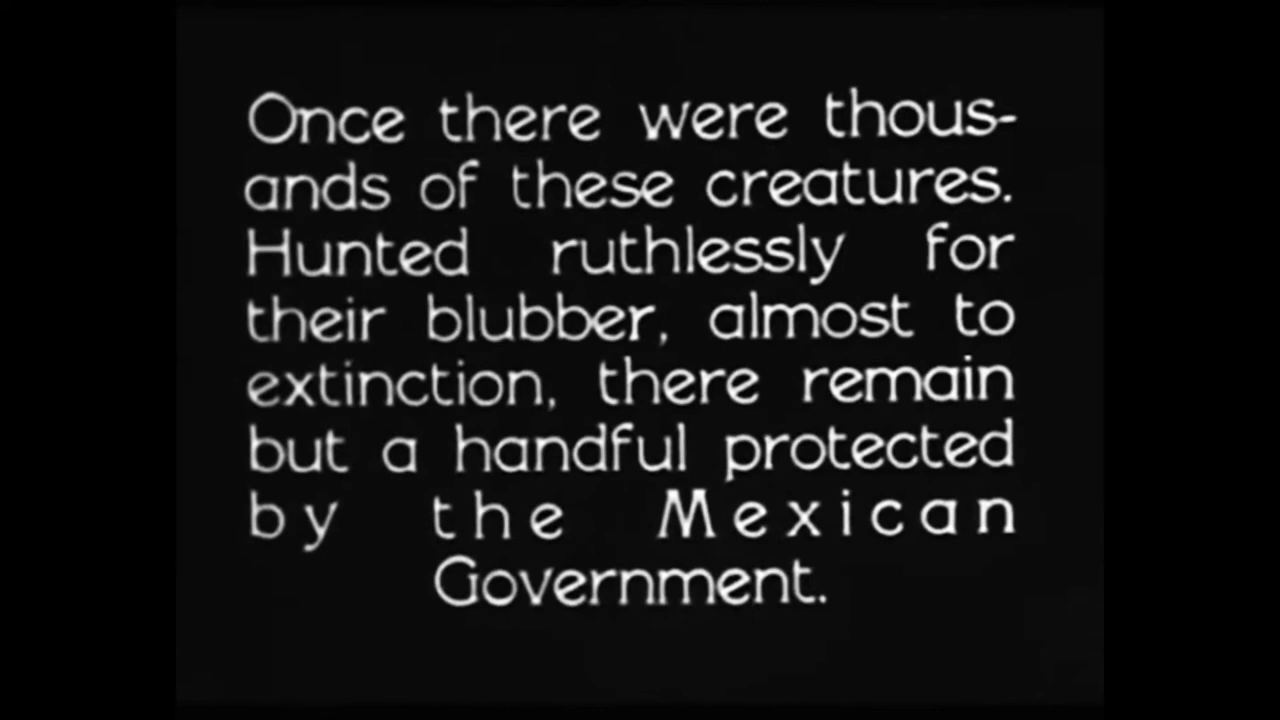 Once there were thous-
ands of these creatures.
Hunted ruthlessly for
their blubber, almost to
extinction, there remain
but a handful protected
by the Mexican
Government.